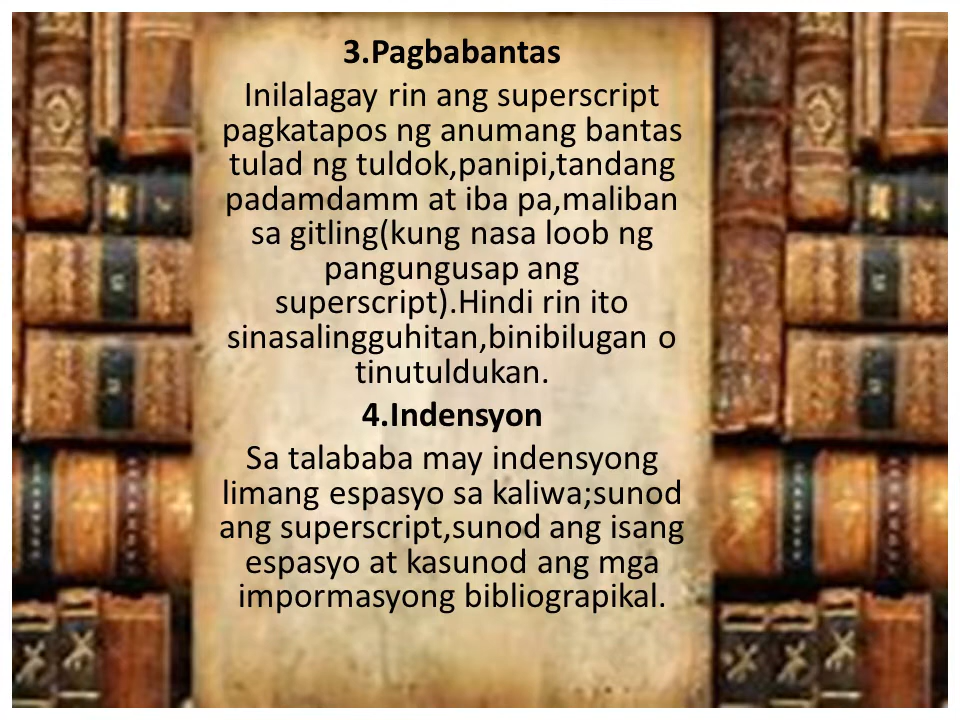 3.Pagbabantas
Inilalagay rin ang superscript
pagkatapos ng anumang bantas
tulad ng tuldok,panipi,tandang
padamdamm at iba pa,maliban
sa gitling(kung nasa loob ng
pangungusap ang
superscript).Hindi rin ito
sinasalingguhitan,binibilugan o
tinutuldukan.
4.Indensyon
Sa talababa may indensyong
limang espasyo sa kaliwa;sunod
ang superscript,sunod ang isang
espasyo at kasunod ang mga
impormasyong bibliograpikal.